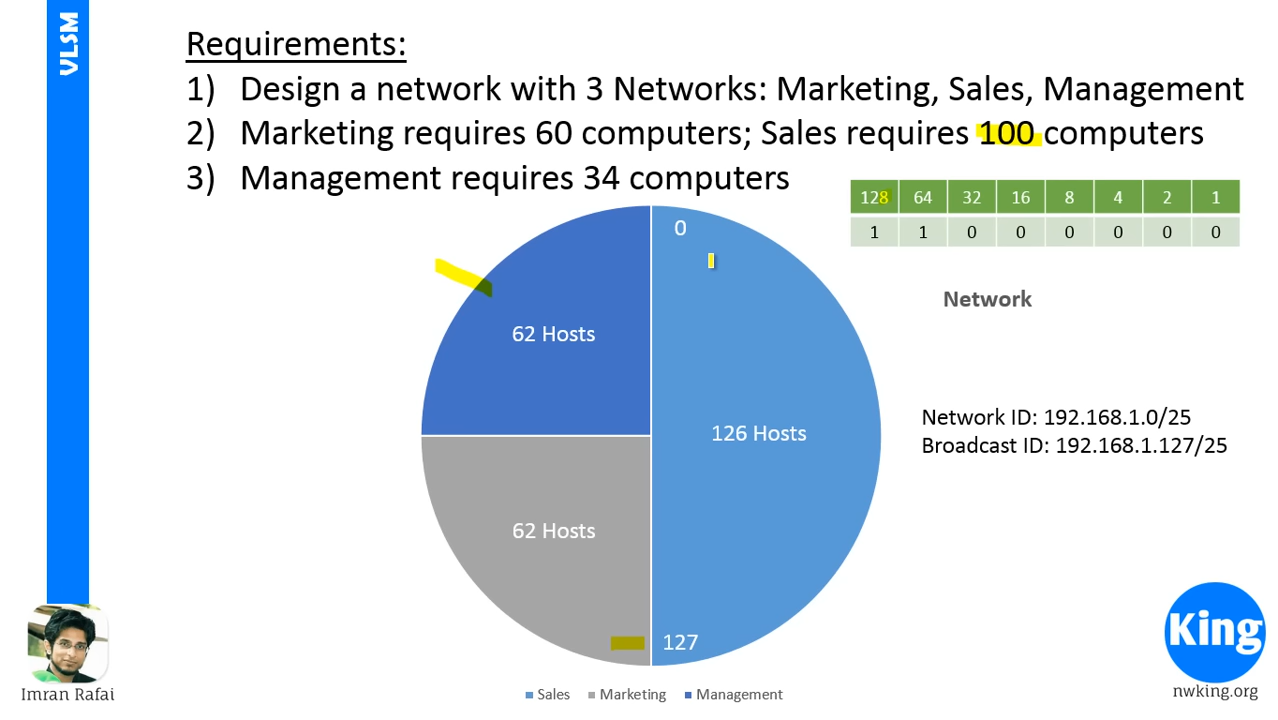 VLSM
Requirements:
1) Design a network with 3 Networks: Marketing, Sales, Management
2) Marketing requires 60 computers; Sales requires 100 computers
3) Management requires 34 computers
128 64 32 16 8 4 2 1
1 1 0 0 0 0 0 0
0
Network
62 Hosts
126 Hosts
Network ID: 192.168.1.0/25
Broadcast ID: 192.168.1.127/25
62 Hosts
127
Sales Marketing Management
Imran Rafai
King
nwking.org